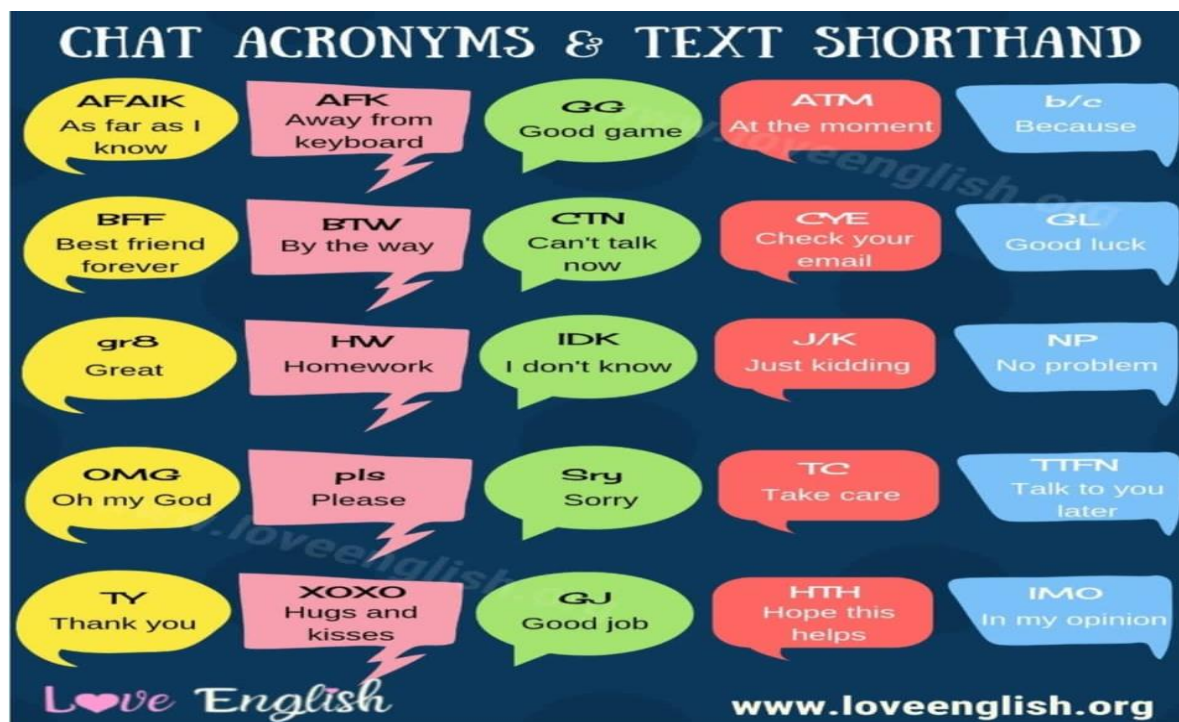 CHAT ACRONYMS & TEXT SHORTHAND
AFAIK
As far as I
know
AFK
Away from
keyboard
GG
Good game
ATM
At the moment
b/c
Because
BFF
Best friend
forever
BTW
By the way
CTN
Can't talk
now
CYE
Check your
email
GL
Good luck
gr8
Great
HW
Homework
IDK
I don't know
J/K
Just kidding
NP
No problem
OMG
Oh my God
pls
Please
Sry
Sorry
TC
Take care
TTFN
Talk to you
later
TY
Thank you
XOXO
Hugs and
kisses
GJ
Good job
HTH
Hope this
helps
IMO
In my opinion
Love English
www.loveenglish.org